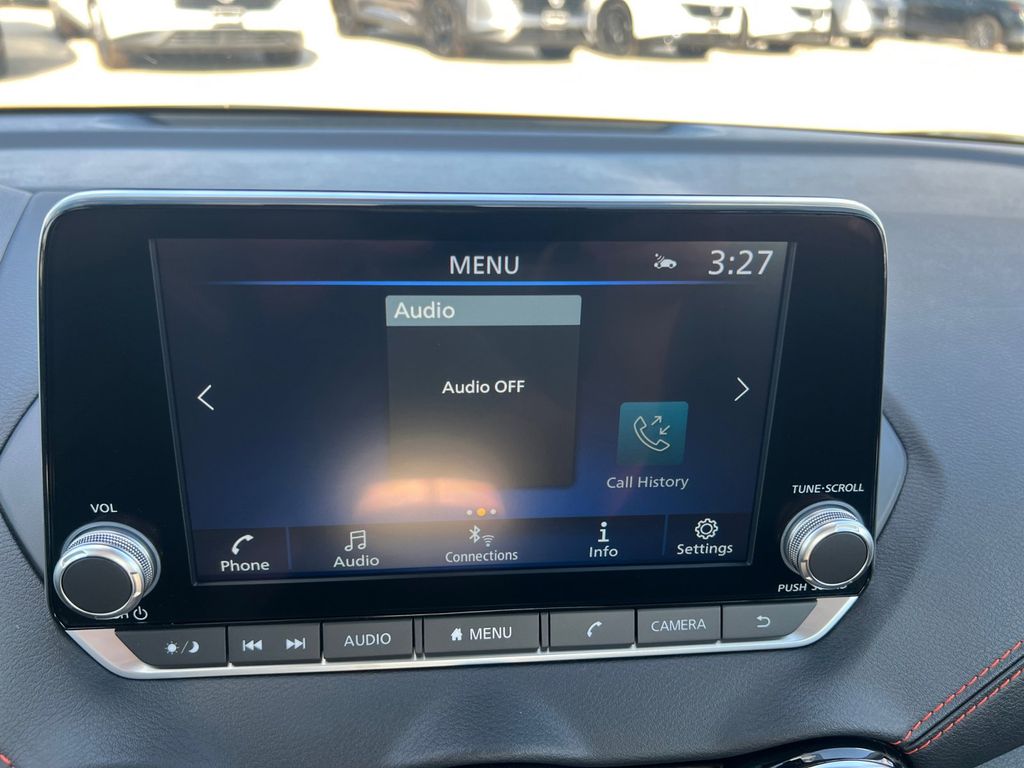 MENU
3:27
Audio
Audio OFF
Call History
VOL
TUNE·SCROLL
Phone
Audio
Connections
Info
Settings
PUSH
AUDIO
MENU
CAMERA